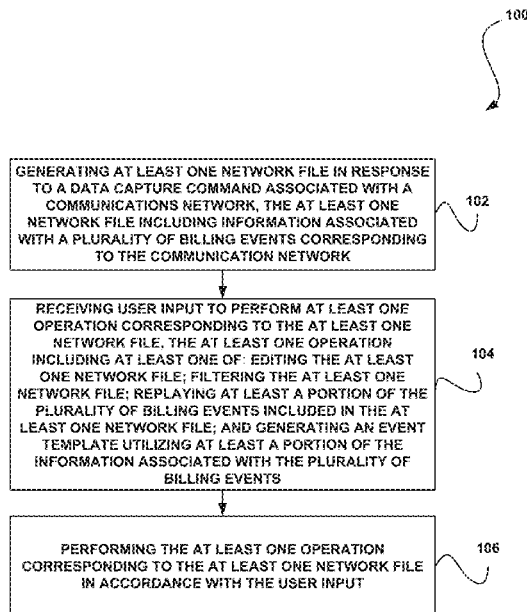 100
GENERATING AT LEAST ONE NETWORK FILE IN RESPONSE
TO A DATA CAPTURE COMMAND ASSOCIATED WITH A
COMMUNICATIONS NETWORK, THE AT LEAST ONE
NETWORK FILE INCLUDING INFORMATION ASSOCIATED
WITH A PLURALITY OF BILLING EVENTS CORRESPONDING
TO THE COMMUNICATION NETWORK
102
RECEIVING USER INPUT TO PERFORM AT LEAST ONE
OPERATION CORRESPONDING TO THE AT LEAST ONE
NETWORK FILE, THE AT LEAST ONE OPERATION
INCLUDING AT LEAST ONE OF: EDITING THE AT LEAST
ONE NETWORK FILE; FILTERING THE AT LEAST ONE
NETWORK FILE; REPLAYING AT LEAST A PORTION OF THE
PLURALITY OF BILLING EVENTS INCLUDED IN THE AT
LEAST ONE NETWORK FILE; AND GENERATING AN EVENT
TEMPLATE UTILIZING AT LEAST A PORTION OF THE
INFORMATION ASSOCIATED WITH THE PLURALITY OF
BILLING EVENTS
104
PERFORMING THE AT LEAST ONE OPERATION
CORRESPONDING TO THE AT LEAST ONE NETWORK FILE
IN ACCORDANCE WITH THE USER INPUT
106